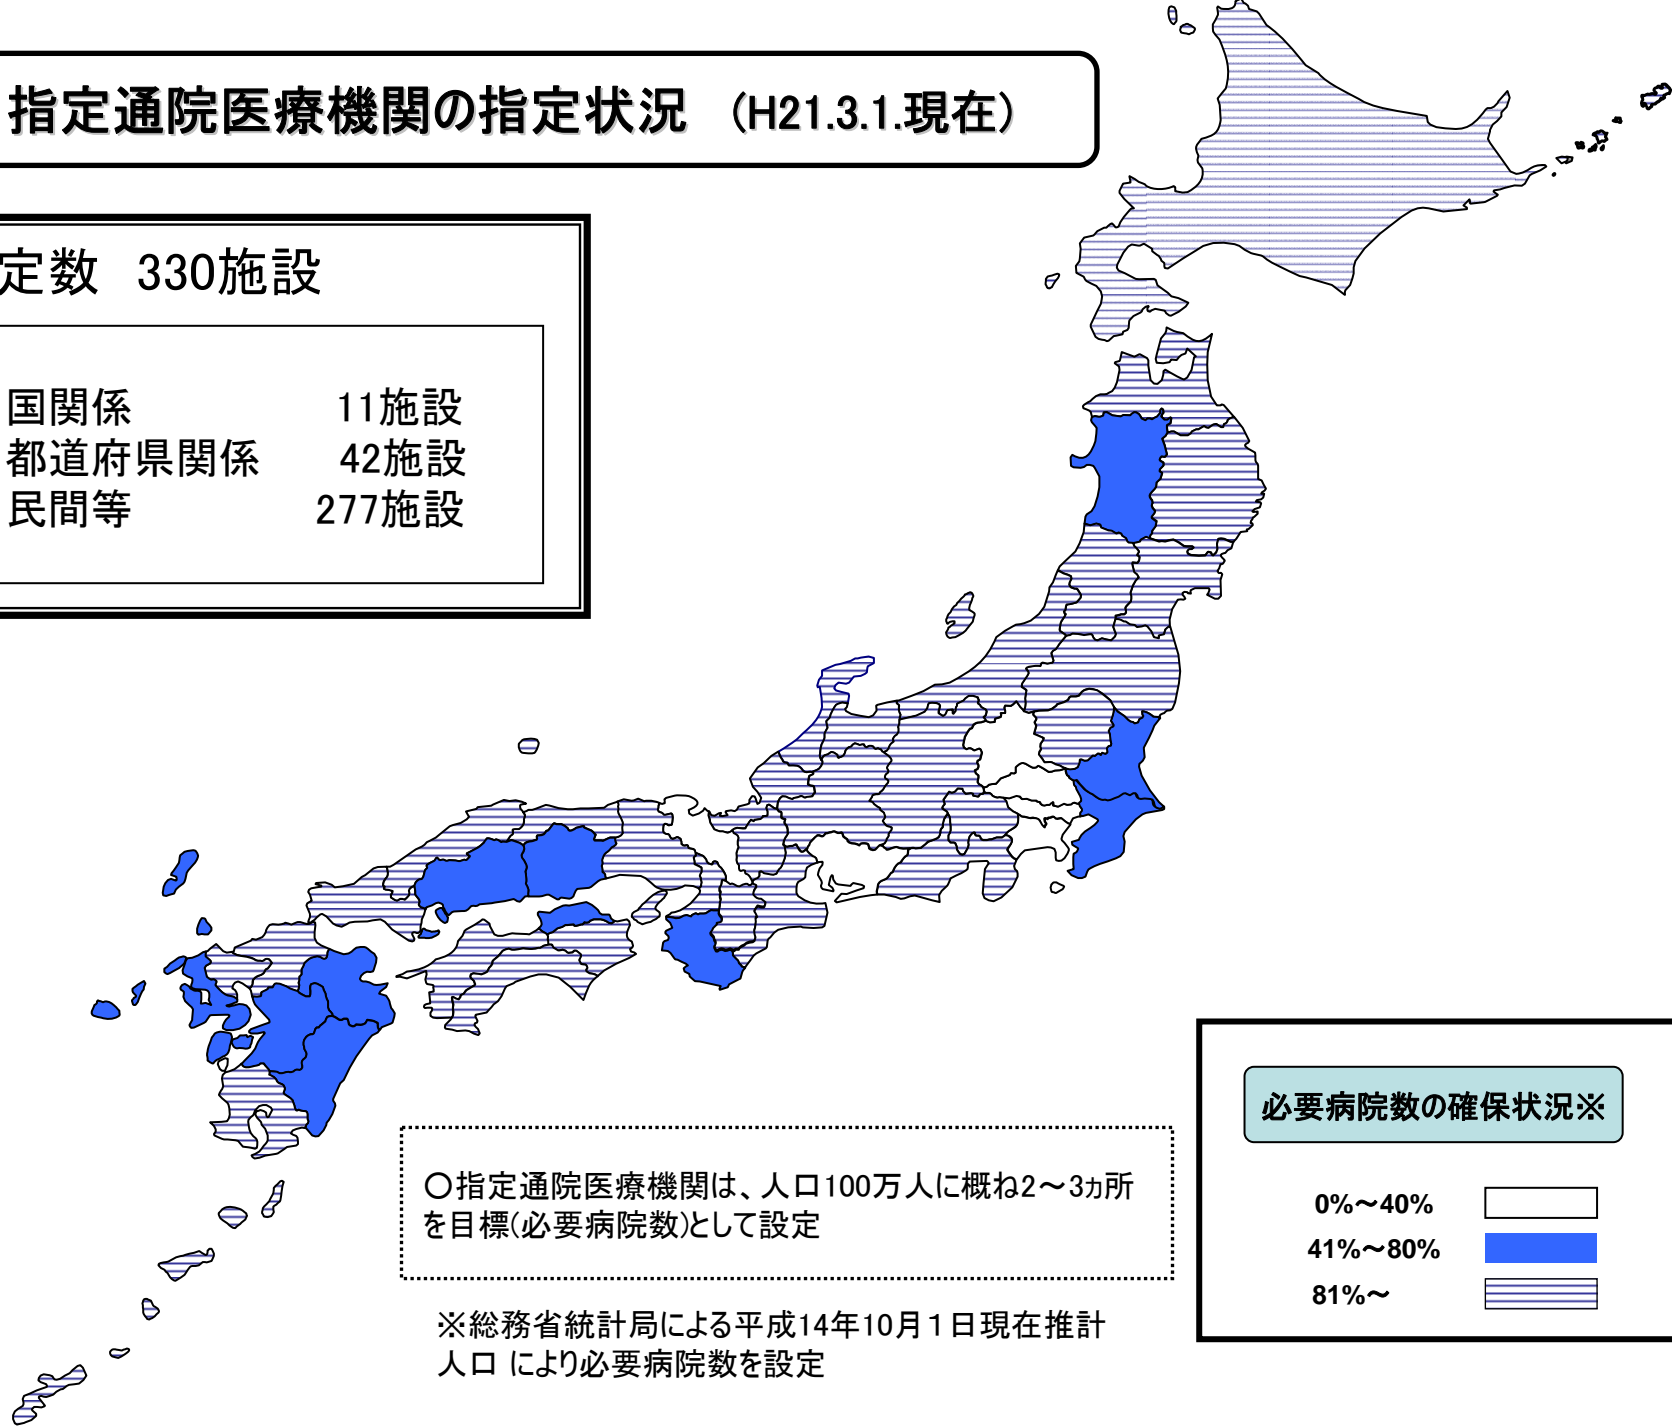 指定通院医療機関の指定状況 (H21.3.1.現在)
定数 330施設
国関係 11施設
都道府県関係 42施設
民間等 277施設
○指定通院医療機関は、人口100万人に概ね2～3ヵ所
を目標(必要病院数)として設定
※総務省統計局による平成14年10月1日現在推計
人口 により必要病院数を設定
必要病院数の確保状況※
0%～40%
41%～80%
81%～